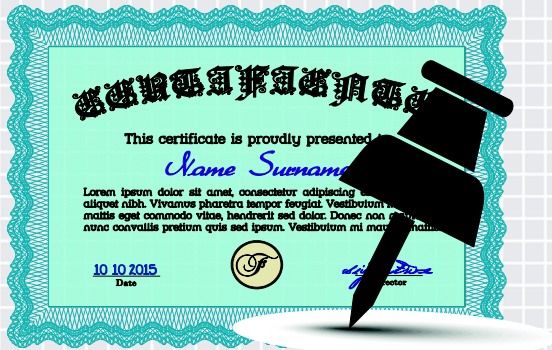 This certificate is proudly presented
Name Surname
Lorem ipsum dolor sit amet, consectetur adipiscing
aliquet nibh. Vivamus pharetra tempor feugiat. Vestibulum
mattis eget commodo vitae, hendrerit sed dolor. Donec non
nunc convallis pretium quis sed ipsum. Vestibulum mi
10 10 2015
Date